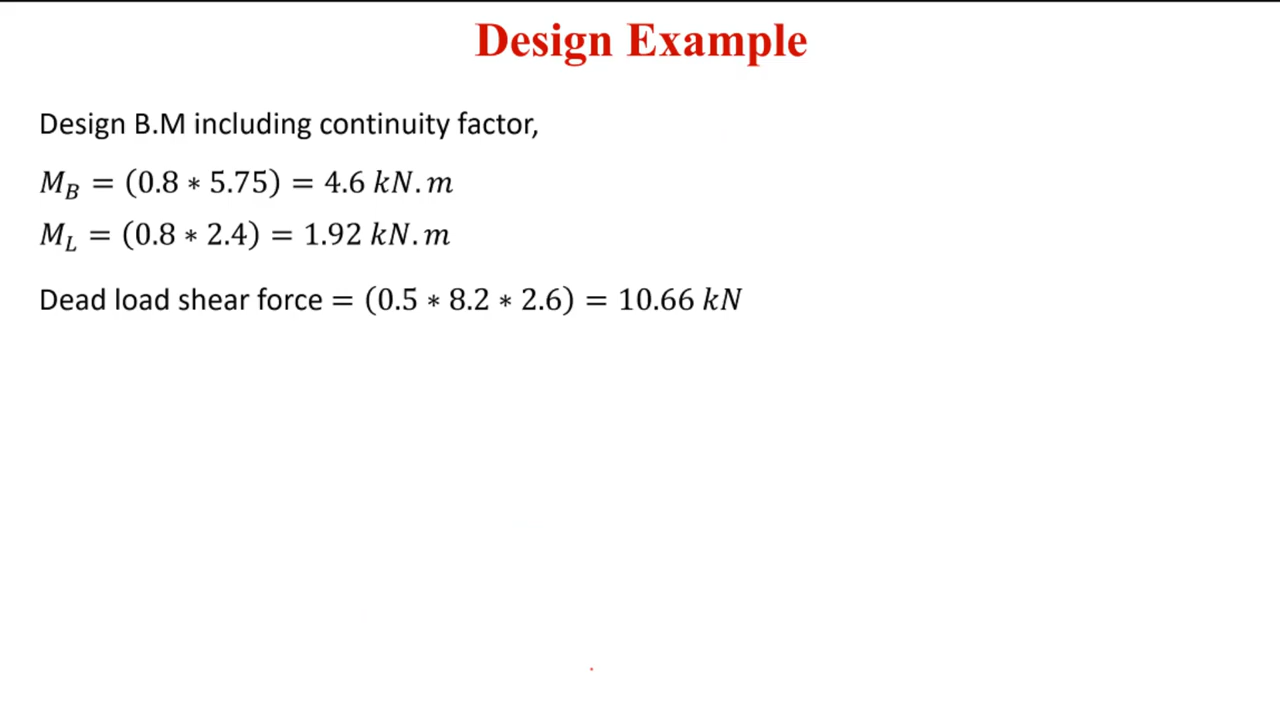 Design Example
Design B.M including continuity factor,
M_B = (0.8 ∗ 5.75) = 4.6 kN.m
M_L = (0.8 ∗ 2.4) = 1.92 kN.m
Dead load shear force = (0.5 ∗ 8.2 ∗ 2.6) = 10.66 kN